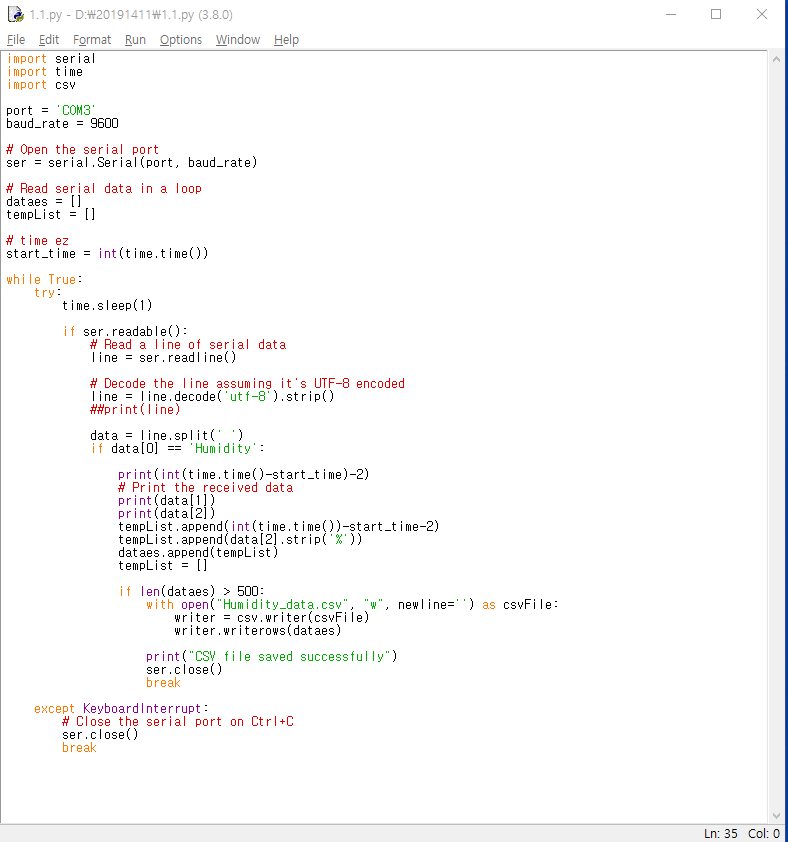 1.1.py - D:₩20191411₩1.1.py (3.8.0)
File Edit Format Run Options Window Help
import serial
import time
import csv

port = 'COM3'
baud_rate = 9600

# Open the serial port
ser = serial.Serial(port, baud_rate)

# Read serial data in a loop
dataes = []
tempList = []

# time ez
start_time = int(time.time())

while True:
    try:
        time.sleep(1)

        if ser.readable():
            # Read a line of serial data
            line = ser.readline()

            # Decode the line assuming it's UTF-8 encoded
            line = line.decode('utf-8').strip()
            ##print(line)

            data = line.split(' ')
            if data[0] == 'Humidity':

                print(int(time.time()-start_time)-2)
                # Print the received data
                print(data[1])
                print(data[2])
                tempList.append(int(time.time())-start_time-2)
                tempList.append(data[2].strip('%'))
                dataes.append(tempList)
                tempList = []

                if len(dataes) > 500:
                    with open("Humidity_data.csv", "w", newline='') as csvFile:
                        writer = csv.writer(csvFile)
                        writer.writerows(dataes)

                    print("CSV file saved successfully")
                    ser.close()
                    break

    except KeyboardInterrupt:
        # Close the serial port on Ctrl+C
        ser.close()
        break
Ln: 35 Col: 0